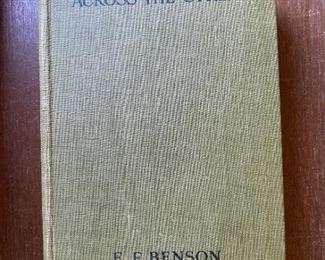 ACROSS THE
E. F. BENSON